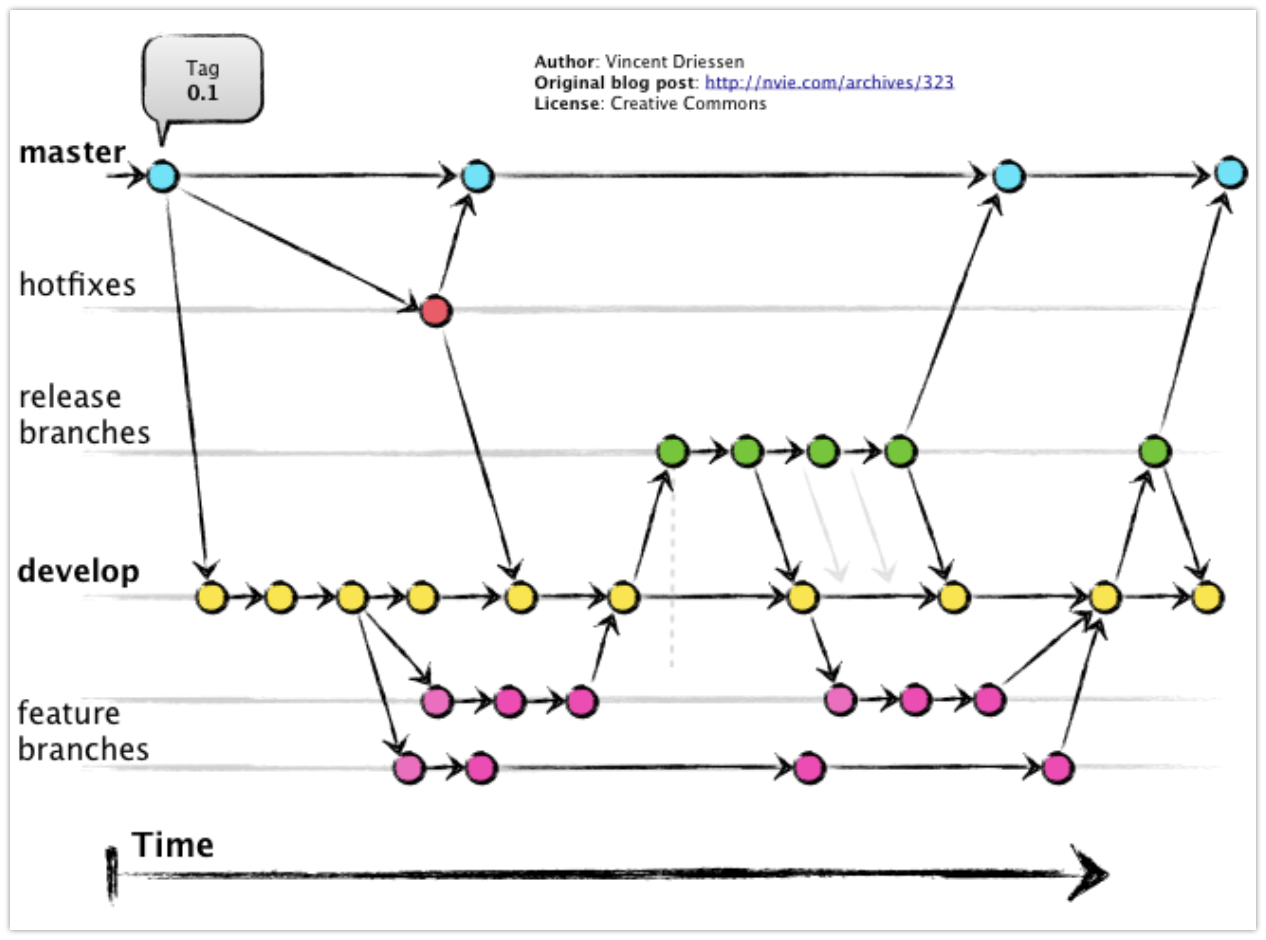 Tag
0.1
Author: Vincent Driessen
Original blog post: http://nvie.com/archives/323
License: Creative Commons
master
hotfixes
release
branches
develop
feature
branches
Time